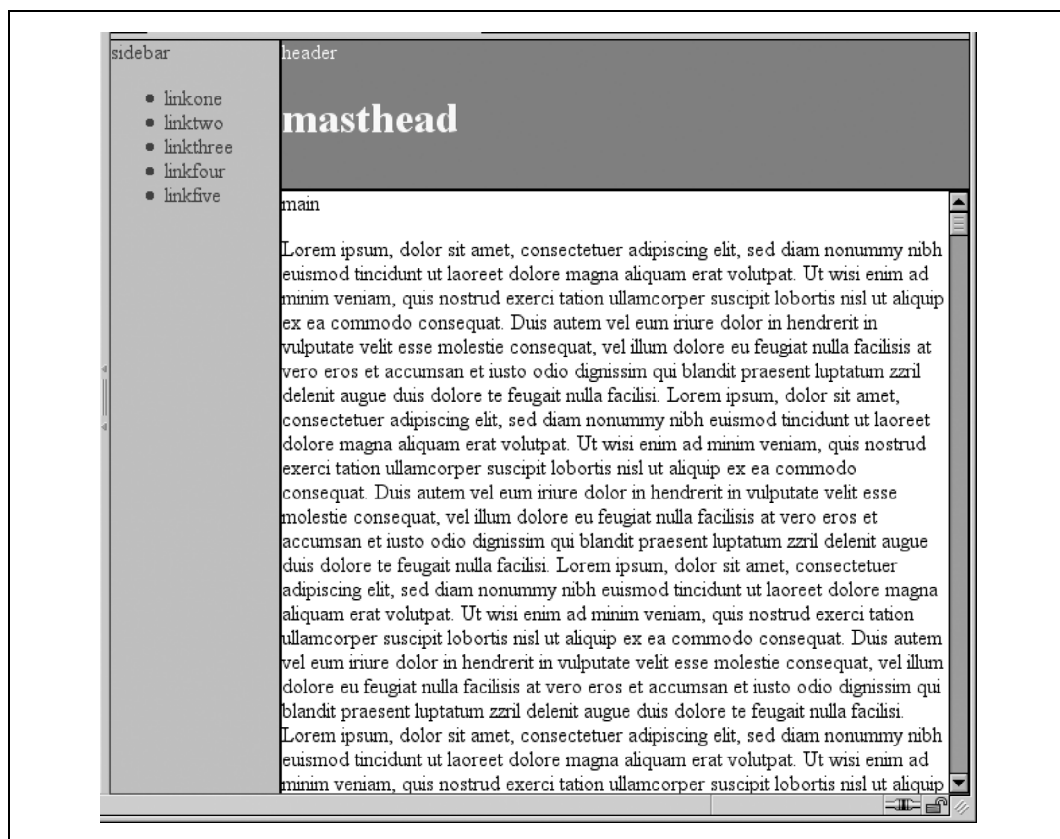 sidebar
linkone
linktwo
linkthree
linkfour
linkfive
header
masthead
main
Lorem ipsum, dolor sit amet, consectetuer adipiscing elit, sed diam nonummy nibh
euismod tincidunt ut laoreet dolore magna aliquam erat volutpat. Ut wisi enim ad
minim veniam, quis nostrud exerci tation ullamcorper suscipit lobortis nisl ut aliquip
ex ea commodo consequat. Duis autem vel eum iriure dolor in hendrerit in
vulputate velit esse molestie consequat, vel illum dolore eu feugiat nulla facilisis at
vero eros et accumsan et iusto odio dignissim qui blandit praesent luptatum zzril
delenit augue duis dolore te feugait nulla facilisi. Lorem ipsum, dolor sit amet,
consectetuer adipiscing elit, sed diam nonummy nibh euismod tincidunt ut laoreet
dolore magna aliquam erat volutpat. Ut wisi enim ad minim veniam, quis nostrud
exerci tation ullamcorper suscipit lobortis nisl ut aliquip ex ea commodo
consequat. Duis autem vel eum iriure dolor in hendrerit in vulputate velit esse
molestie consequat, vel illum dolore eu feugiat nulla facilisis at vero eros et
accumsan et iusto odio dignissim qui blandit praesent luptatum zzril delenit augue
duis dolore te feugait nulla facilisi. Lorem ipsum, dolor sit amet, consectetuer
adipiscing elit, sed diam nonummy nibh euismod tincidunt ut laoreet dolore magna
aliquam erat volutpat. Ut wisi enim ad minim veniam, quis nostrud exerci tation
ullamcorper suscipit lobortis nisl ut aliquip ex ea commodo consequat. Duis autem
vel eum iriure dolor in hendrerit in vulputate velit esse molestie consequat, vel illum
dolore eu feugiat nulla facilisis at vero eros et accumsan et iusto odio dignissim qui
blandit praesent luptatum zzril delenit augue duis dolore te feugait nulla facilisi.
Lorem ipsum, dolor sit amet, consectetuer adipiscing elit, sed diam nonummy nibh
euismod tincidunt ut laoreet dolore magna aliquam erat volutpat. Ut wisi enim ad
minim veniam, quis nostrud exerci tation ullamcorper suscipit lobortis nisl ut aliquip